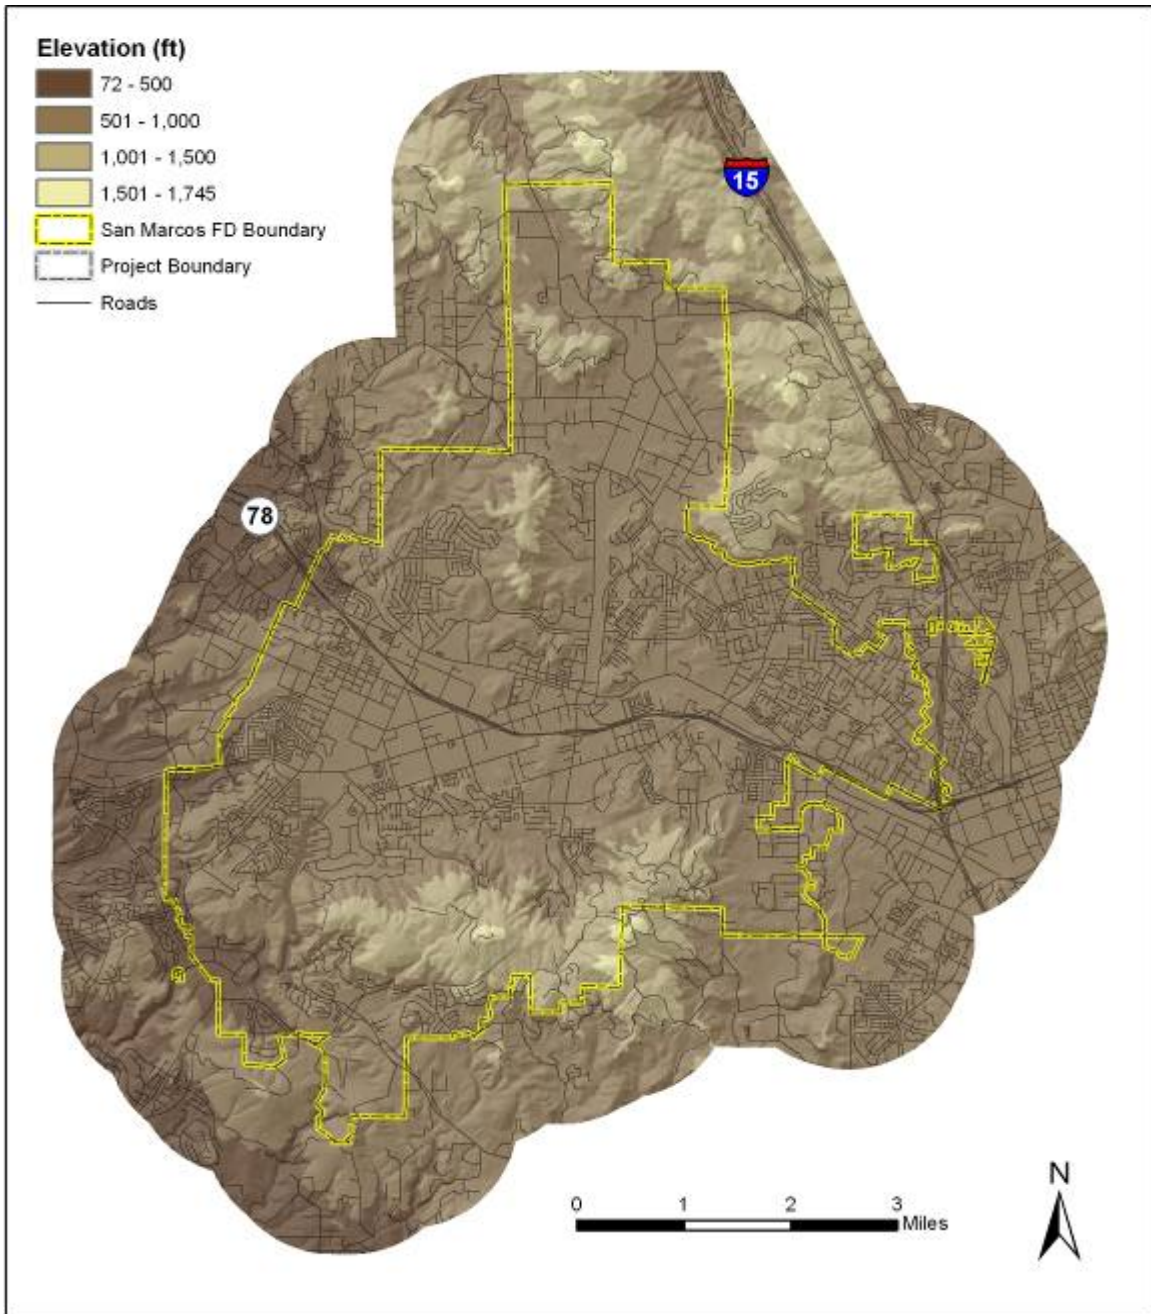 Elevation (ft)
72 - 500
501 - 1,000
1,001 - 1,500
1,501 - 1,745
San Marcos FD Boundary
Project Boundary
Roads
15
78
N
0 1 2 3
Miles